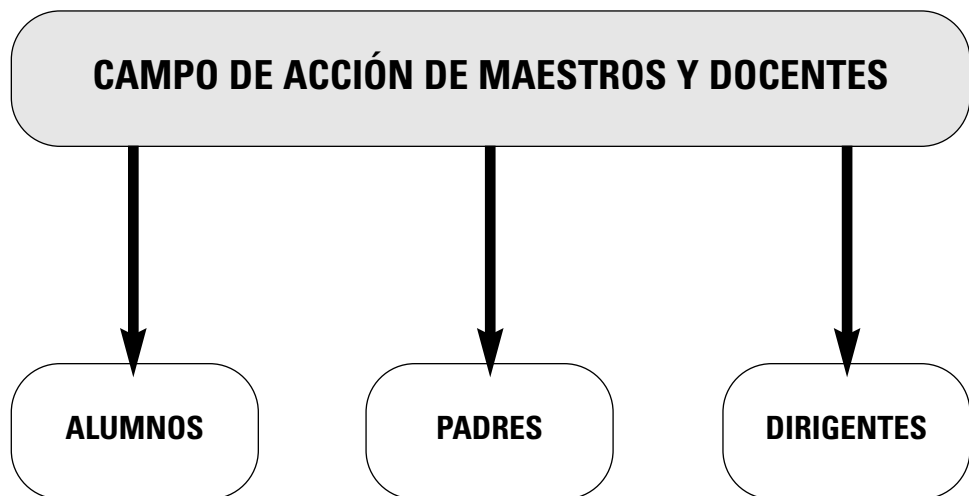 CAMPO DE ACCIÓN DE MAESTROS Y DOCENTES
ALUMNOS
PADRES
DIRIGENTES